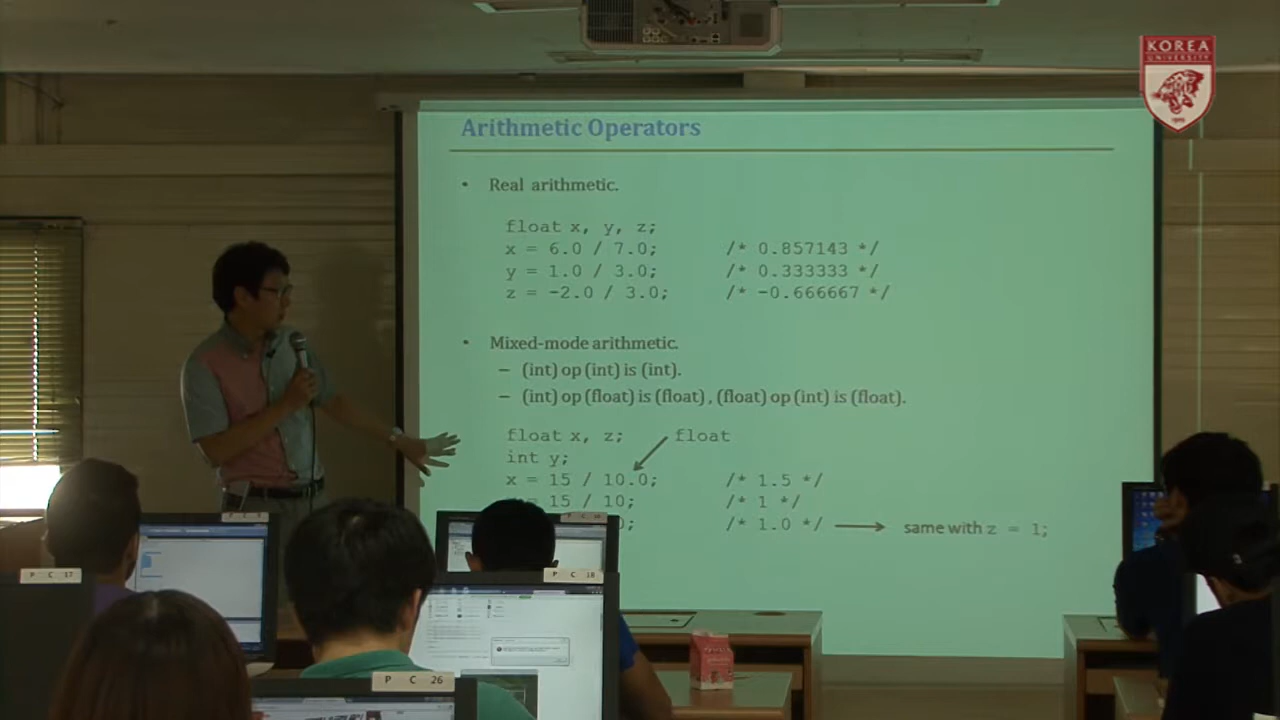 KOREA
UNIVERSITY
Arithmetic Operators
• Real arithmetic.
float x, y, z;
x = 6.0 / 7.0; /* 0.857143 */
y = 1.0 / 3.0; /* 0.333333 */
z = -2.0 / 3.0; /* -0.666667 */
• Mixed-mode arithmetic.
– (int) op (int) is (int).
– (int) op (float) is (float) , (float) op (int) is (float).
float x, z; float
int y;
x = 15 / 10.0; /* 1.5 */
15 / 10; /* 1 */
; /* 1.0 */ same with z = 1;
P C 17
P C 18
P C 26